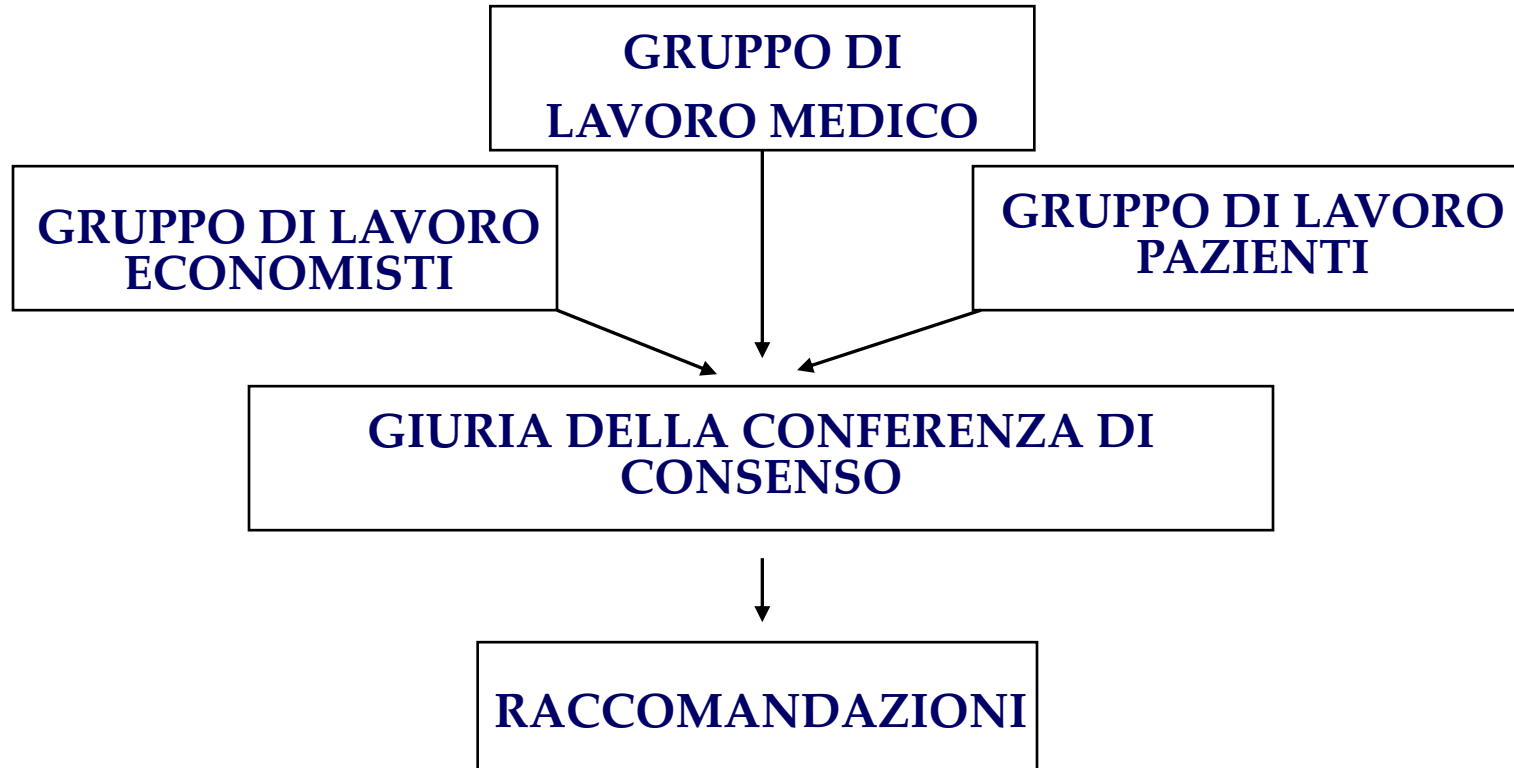 GRUPPO DI
LAVORO MEDICO
GRUPPO DI LAVORO
ECONOMISTI
GRUPPO DI LAVORO
PAZIENTI
GIURIA DELLA CONFERENZA DI
CONSENSO
RACCOMANDAZIONI